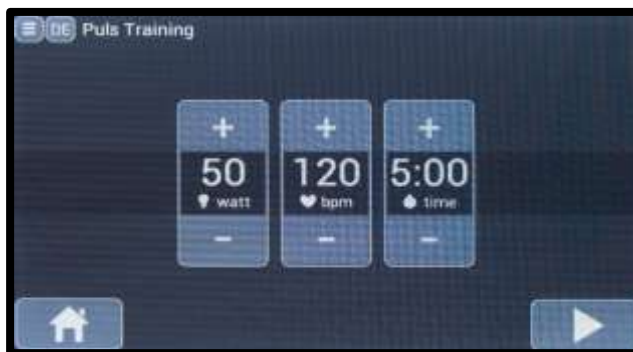 DE Puls Training
+ + +
50 120 5:00
watt bpm time
- - -